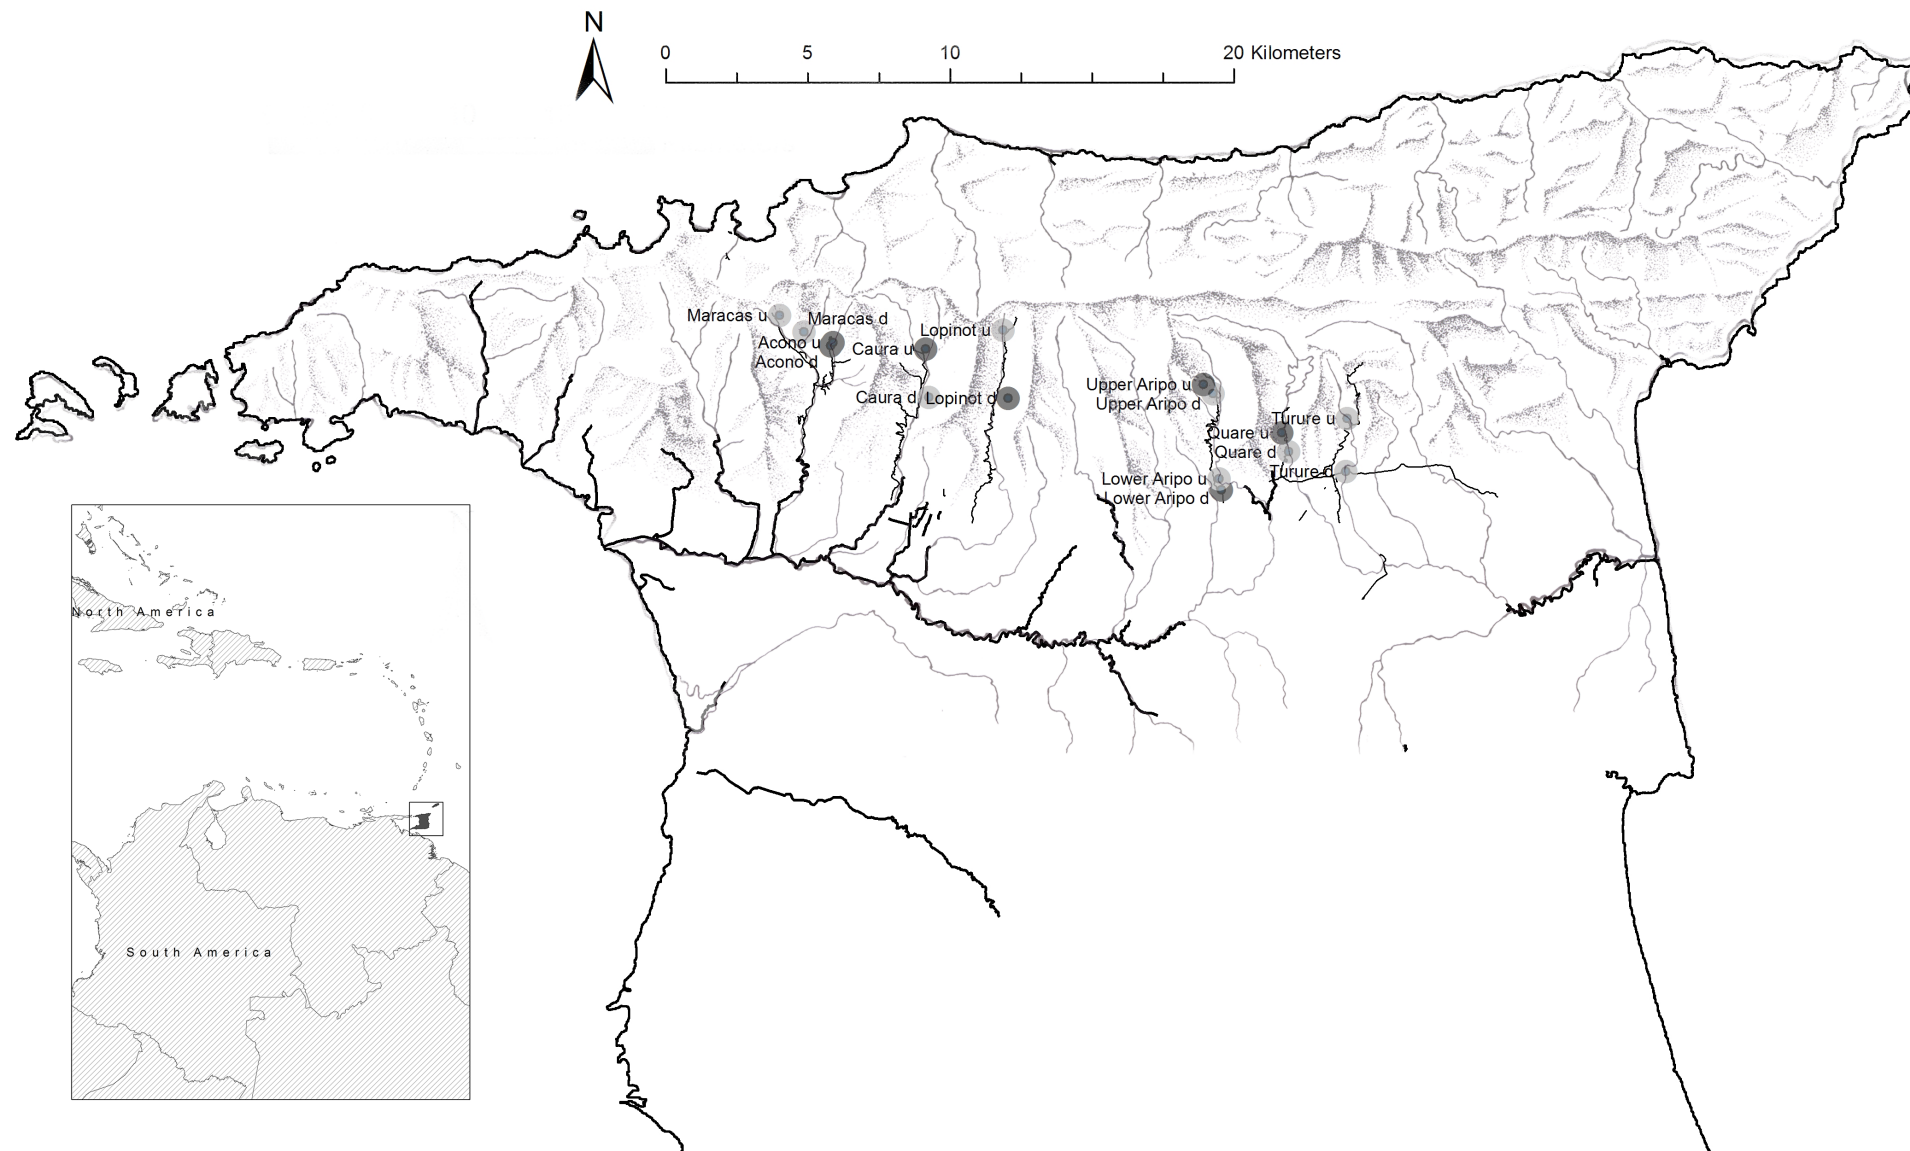 N
0 5 10 20 Kilometers
Maracas u
Maracas d
Acono u
Acono d
Caura u
Lopinot u
Caura d
Lopinot d
Upper Aripo u
Upper Aripo d
Turure u
Quare u
Quare d
Turure d
Lower Aripo u
Lower Aripo d
North America
South America